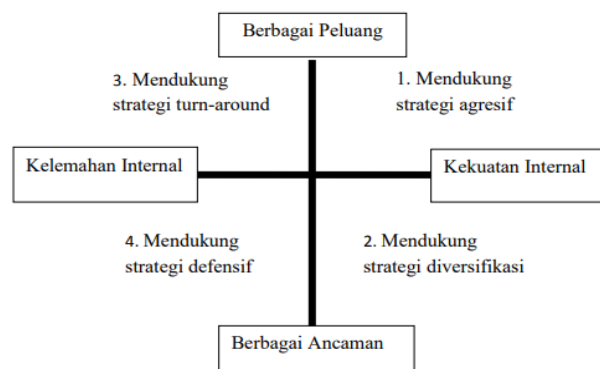 Berbagai Peluang
3. Mendukung
strategi turn-around
1. Mendukung
strategi agresif
Kelemahan Internal
Kekuatan Internal
4. Mendukung
strategi defensif
2. Mendukung
strategi diversifikasi
Berbagai Ancaman